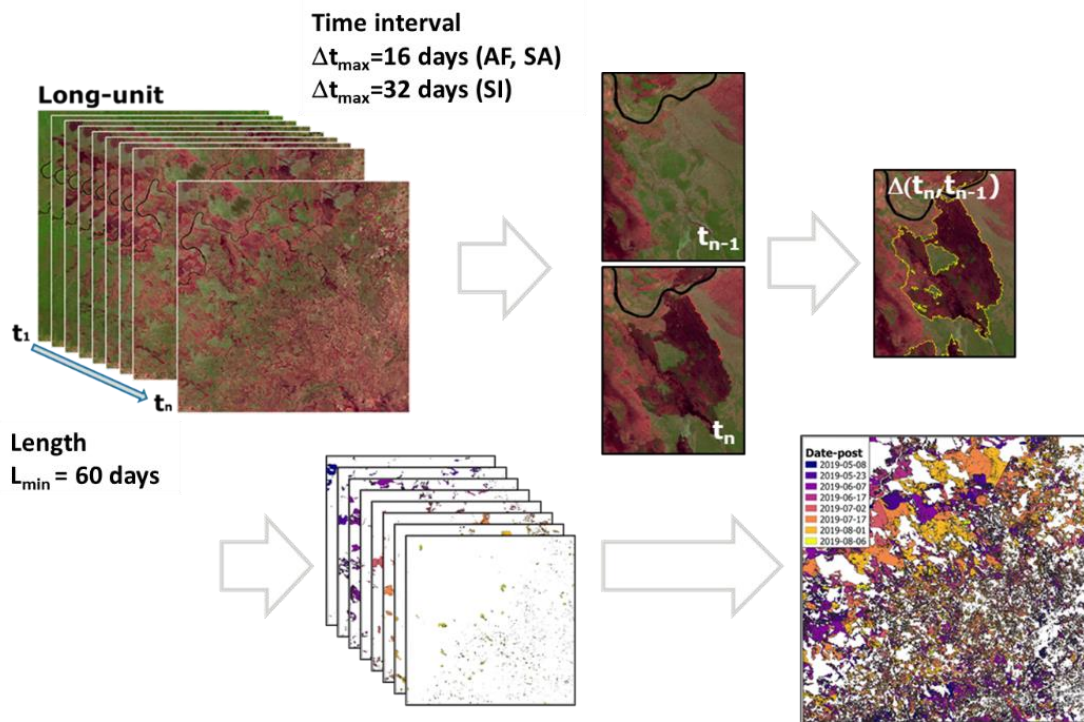 Time interval
Δtmax=16 days (AF, SA)
Δtmax=32 days (SI)
Long-unit
t1
tn
Length
Lmin = 60 days
tn-1
tn
Δ(tn,tn-1)
Date-post
2019-05-08
2019-05-23
2019-06-07
2019-06-17
2019-07-02
2019-07-17
2019-08-01
2019-08-06